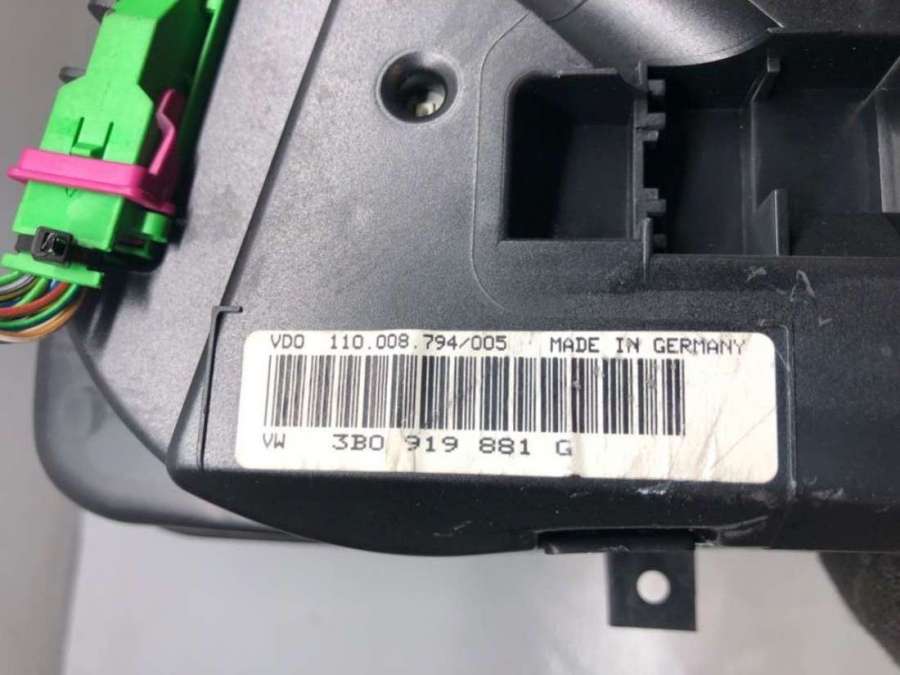 VDO 110.008.794/005 MADE IN GERMANY
VW 3B0 919 881 G